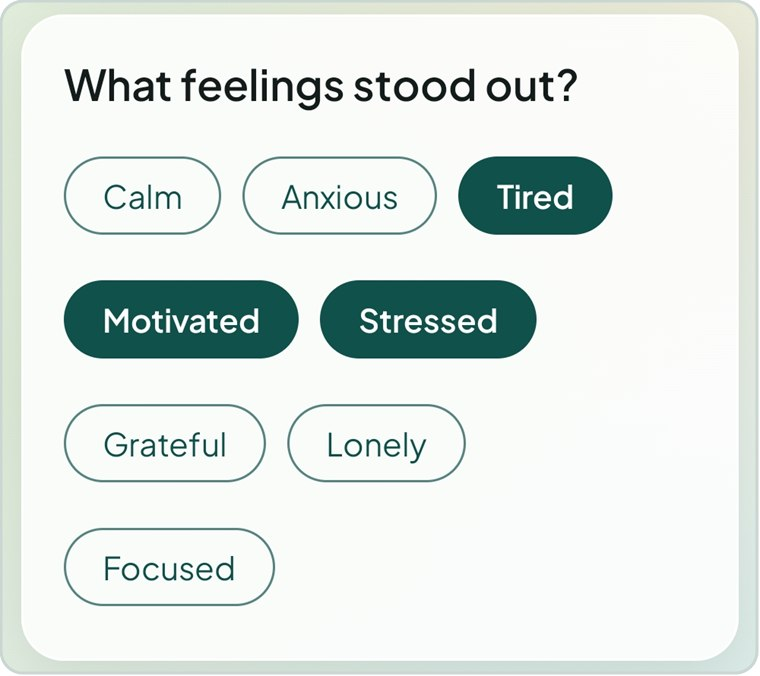 What feelings stood out?
Calm Anxious Tired
Motivated Stressed
Grateful Lonely
Focused